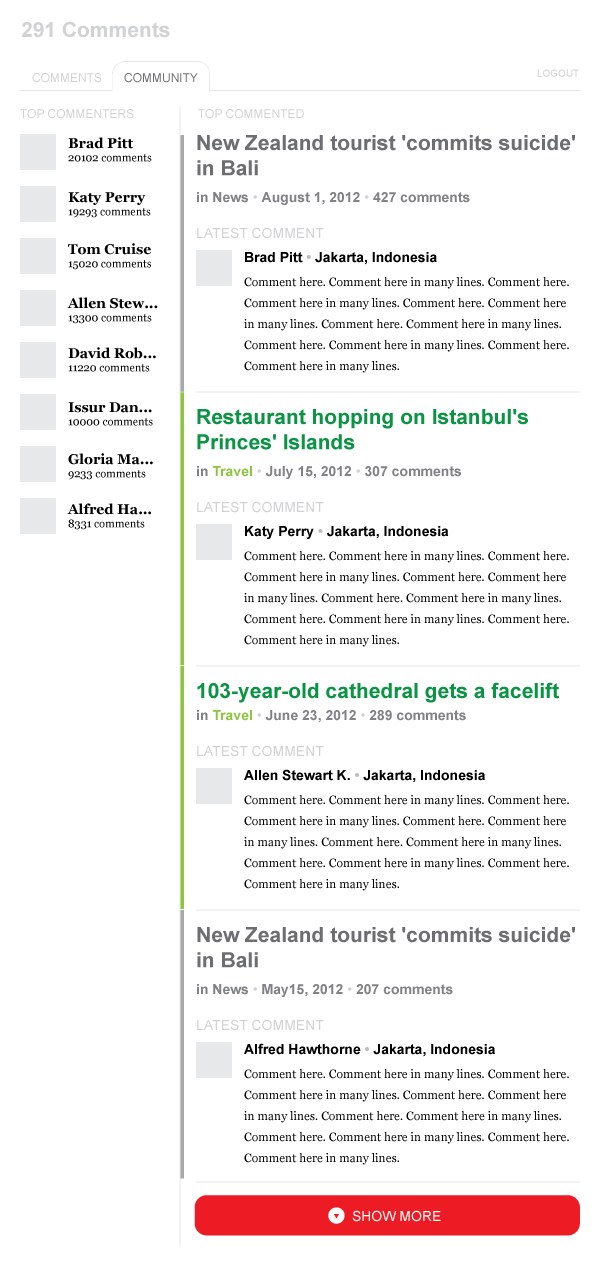 291 Comments
COMMENTS
COMMUNITY
LOGOUT
TOP COMMENTERS
Brad Pitt
20102 comments
Katy Perry
19293 comments
Tom Cruise
15020 comments
Allen Stew...
13300 comments
David Rob...
11220 comments
Issur Dan...
10000 comments
Gloria Ma...
9233 comments
Alfred Ha...
8331 comments
TOP COMMENTED
New Zealand tourist 'commits suicide'
in Bali
in News • August 1, 2012 • 427 comments
LATEST COMMENT
Brad Pitt • Jakarta, Indonesia
Comment here. Comment here in many lines. Comment here.
Comment here in many lines. Comment here. Comment here
in many lines. Comment here. Comment here in many lines.
Comment here. Comment here in many lines. Comment here.
Comment here in many lines.
Restaurant hopping on Istanbul's
Princes' Islands
in Travel • July 15, 2012 • 307 comments
LATEST COMMENT
Katy Perry • Jakarta, Indonesia
Comment here. Comment here in many lines. Comment here.
Comment here in many lines. Comment here. Comment here
in many lines. Comment here. Comment here in many lines.
Comment here. Comment here in many lines. Comment here.
Comment here in many lines.
103-year-old cathedral gets a facelift
in Travel • June 23, 2012 • 289 comments
LATEST COMMENT
Allen Stewart K. • Jakarta, Indonesia
Comment here. Comment here in many lines. Comment here.
Comment here in many lines. Comment here. Comment here
in many lines. Comment here. Comment here in many lines.
Comment here. Comment here in many lines. Comment here.
Comment here in many lines.
New Zealand tourist 'commits suicide'
in Bali
in News • May15, 2012 • 207 comments
LATEST COMMENT
Alfred Hawthorne • Jakarta, Indonesia
Comment here. Comment here in many lines. Comment here.
Comment here in many lines. Comment here. Comment here
in many lines. Comment here. Comment here in many lines.
Comment here. Comment here in many lines. Comment here.
Comment here in many lines.
SHOW MORE